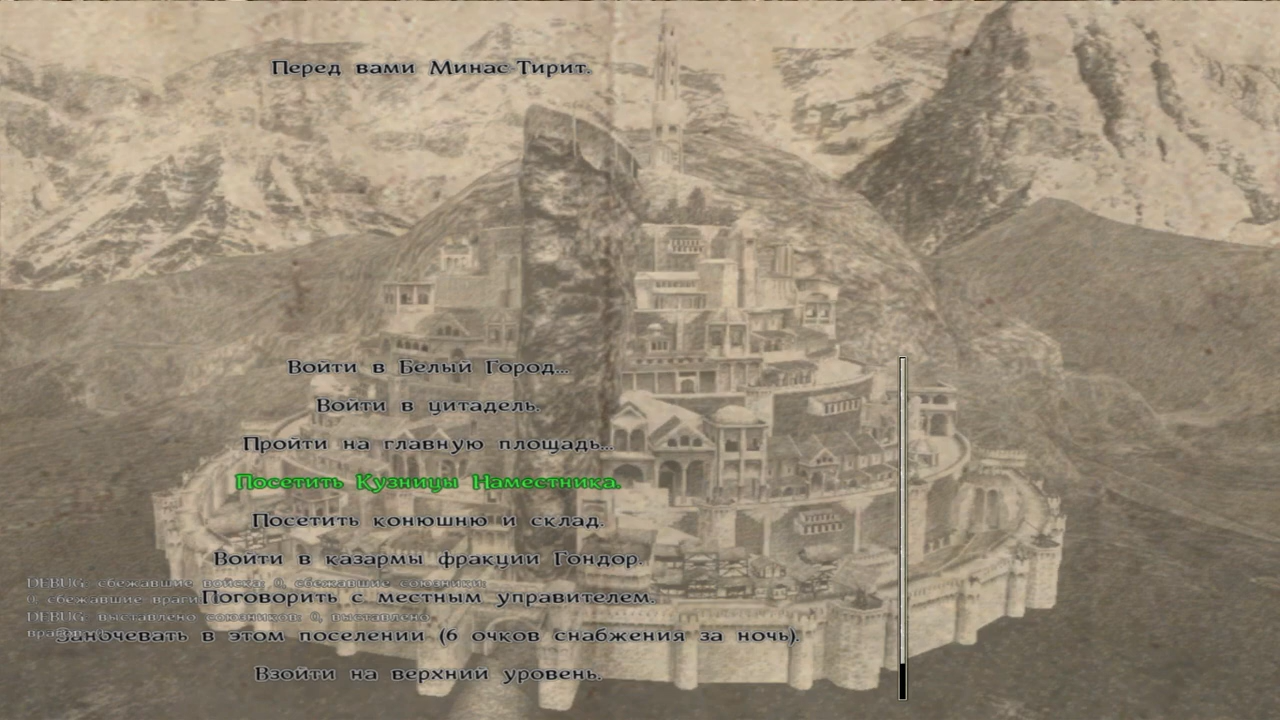 Перед вами Минас-Тирит.
Войти в Белый Город...
Войти в цитадель.
Пройти на главную площадь...
Посетить Кузницы Наместника.
Посетить конюшню и склад.
Войти в казармы фракции Гондор.
DEBUG: сбежавшие войска: 0, сбежавшие союзники:
0, сбежавшие враги
Поговорить с местным управителем.
DEBUG: выставлено союзников: 0, выставлено
врагов
Заночевать в этом поселении (6 очков снабжения за ночь).
Взойти на верхний уровень.